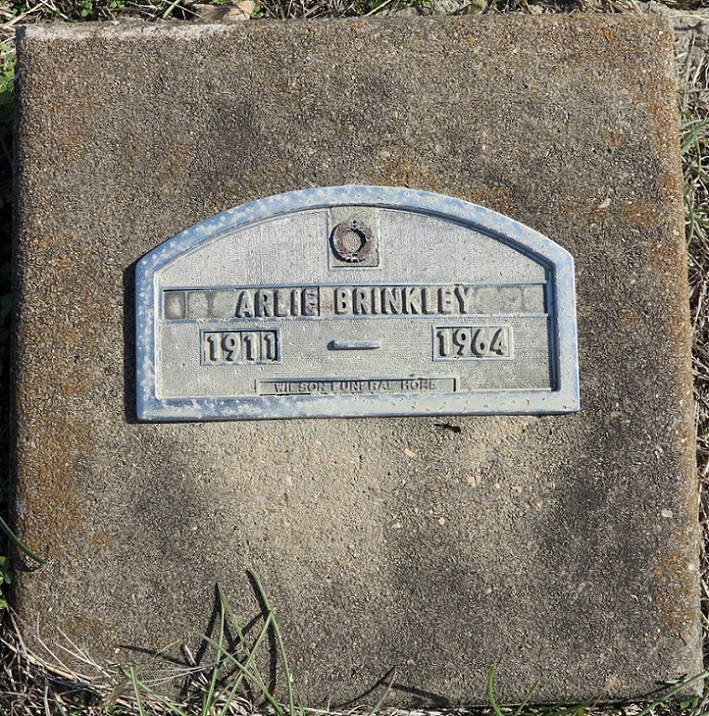 ARLIE BRINKLEY
1911 — 1964
WILSON FUNERAL HOME